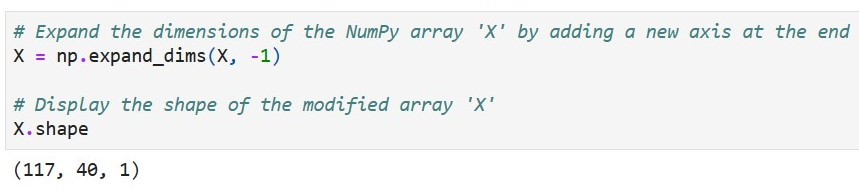 # Expand the dimensions of the NumPy array 'X' by adding a new axis at the end
X = np.expand_dims(X, -1)
# Display the shape of the modified array 'X'
X.shape
(117, 40, 1)